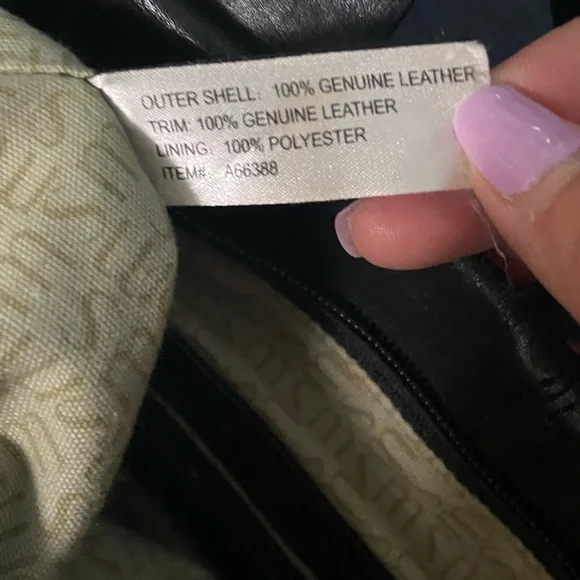 OUTER SHELL: 100% GENUINE LEATHER
TRIM: 100% GENUINE LEATHER
LINING: 100% POLYESTER
ITEM#: A66388